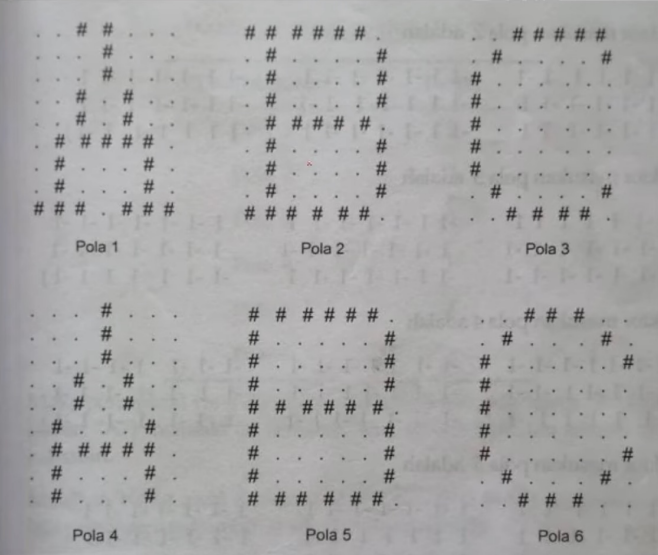 . . # # . . .
. . . # . . .
. . . # . . .
. . # . # . .
. . # . # . .
. # # # # # .
. # . . . # .
. # . . . # .
# # # # # #
Pola 1
# # # # # # .
. # . . . . #
. # . . . . #
. # . . . . #
. # # # # # .
. # . . . . #
. # . . . . #
. # . . . . #
# # # # # # .
Pola 2
. . # # # # #
. # . . . . #
# . . . . . .
# . . . . . .
# . . . . . .
# . . . . . .
# . . . . . .
. # . . . . #
. . # # # # .
Pola 3
. . . # . . .
. . . # . . .
. . . # . . .
. . # . # . .
. . # . # . .
. # . . . # .
. # # # # # .
. # . . . # .
. # . . . # .
Pola 4
# # # # # # .
# . . . . . #
# . . . . . #
# . . . . . #
# # # # # # .
# . . . . . #
# . . . . . #
# . . . . . #
# # # # # # .
Pola 5
. . # # # . .
. # . . . # .
# . . . . . #
# . . . . . .
# . . . . . .
# . . . . . .
# . . . . . #
. # . . . # .
. . # # # . .
Pola 6